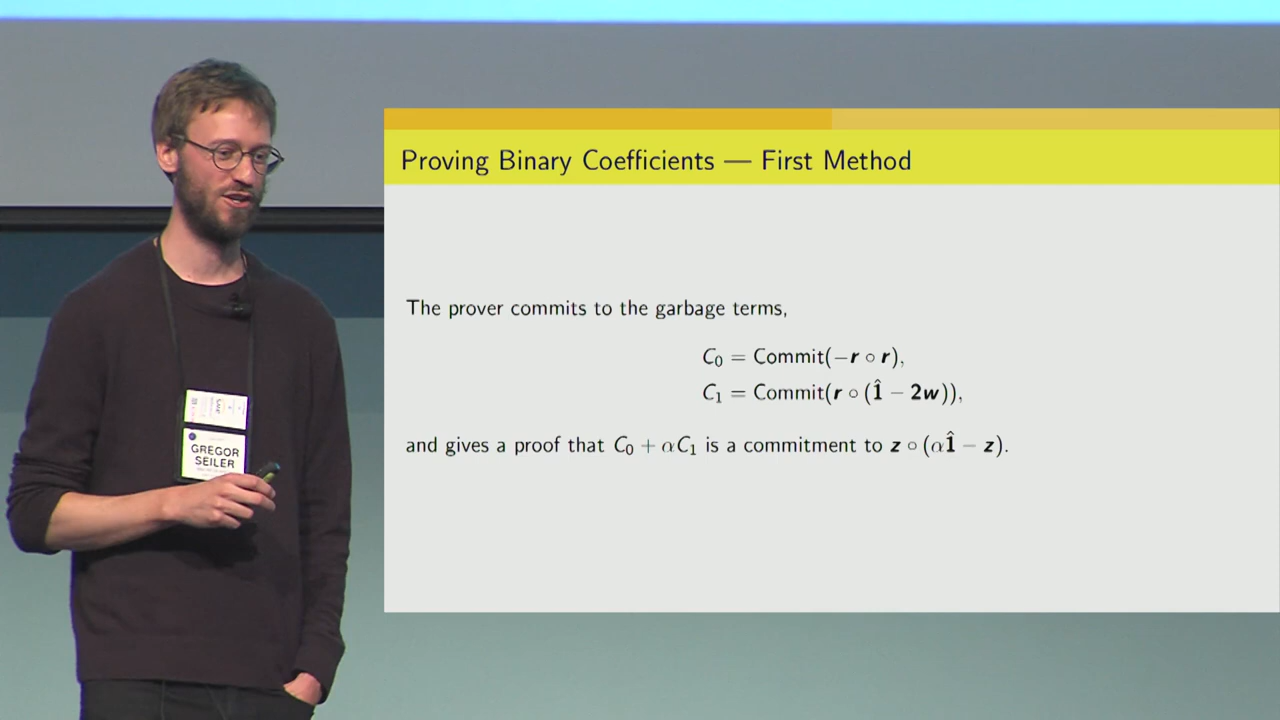 Proving Binary Coefficients — First Method
The prover commits to the garbage terms,
C₀ = Commit(−r ∘ r),
C₁ = Commit(r ∘ (1̂ − 2w)),
and gives a proof that C₀ + αC₁ is a commitment to z ∘ (α1̂ − z).
GREGOR
SEILER